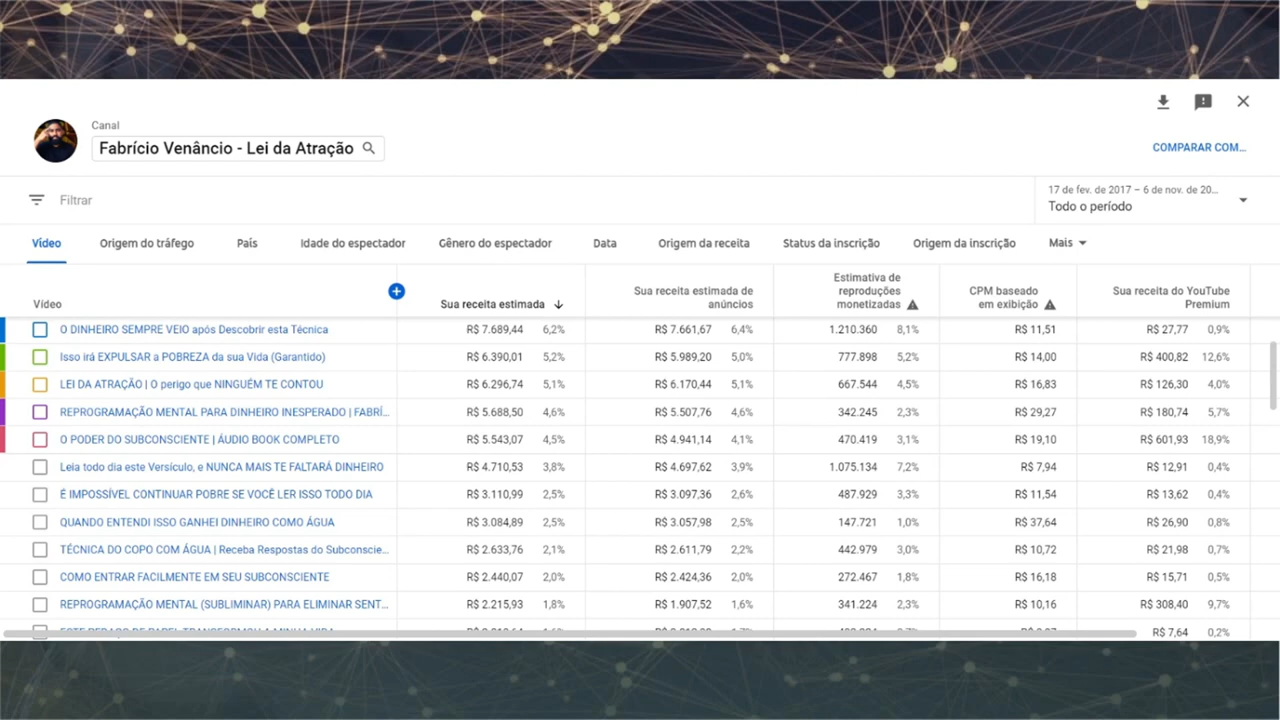 Canal
Fabrício Venâncio - Lei da Atração
COMPARAR COM...
Filtrar
17 de fev. de 2017 – 6 de nov. de 20...
Todo o período
Vídeo Origem do tráfego País Idade do espectador Gênero do espectador Data Origem da receita Status da inscrição Origem da inscrição Mais
Vídeo
Sua receita estimada
Sua receita estimada de
anúncios
Estimativa de
reproduções
monetizadas
CPM baseado
em exibição
Sua receita do YouTube
Premium
O DINHEIRO SEMPRE VEIO após Descobrir esta Técnica R$ 7.689,44 6,2% R$ 7.661,67 6,4% 1.210.360 8,1% R$ 11,51 R$ 27,77 0,9%
Isso irá EXPULSAR a POBREZA da sua Vida (Garantido) R$ 6.390,01 5,2% R$ 5.989,20 5,0% 777.898 5,2% R$ 14,00 R$ 400,82 12,6%
LEI DA ATRAÇÃO | O perigo que NINGUÉM TE CONTOU R$ 6.296,74 5,1% R$ 6.170,44 5,1% 667.544 4,5% R$ 16,83 R$ 126,30 4,0%
REPROGRAMAÇÃO MENTAL PARA DINHEIRO INESPERADO | FABRÍ... R$ 5.688,50 4,6% R$ 5.507,76 4,6% 342.245 2,3% R$ 29,27 R$ 180,74 5,7%
O PODER DO SUBCONSCIENTE | ÁUDIO BOOK COMPLETO R$ 5.543,07 4,5% R$ 4.941,14 4,1% 470.419 3,1% R$ 19,10 R$ 601,93 18,9%
Leia todo dia este Versículo, e NUNCA MAIS TE FALTARÁ DINHEIRO R$ 4.710,53 3,8% R$ 4.697,62 3,9% 1.075.134 7,2% R$ 7,94 R$ 12,91 0,4%
É IMPOSSÍVEL CONTINUAR POBRE SE VOCÊ LER ISSO TODO DIA R$ 3.110,99 2,5% R$ 3.097,36 2,6% 487.929 3,3% R$ 11,54 R$ 13,62 0,4%
QUANDO ENTENDI ISSO GANHEI DINHEIRO COMO ÁGUA R$ 3.084,89 2,5% R$ 3.057,98 2,5% 147.721 1,0% R$ 37,64 R$ 26,90 0,8%
TÉCNICA DO COPO COM ÁGUA | Receba Respostas do Subconscie... R$ 2.633,76 2,1% R$ 2.611,79 2,2% 442.979 3,0% R$ 10,72 R$ 21,98 0,7%
COMO ENTRAR FACILMENTE EM SEU SUBCONSCIENTE R$ 2.440,07 2,0% R$ 2.424,36 2,0% 272.467 1,8% R$ 16,18 R$ 15,71 0,5%
REPROGRAMAÇÃO MENTAL (SUBLIMINAR) PARA ELIMINAR SENT... R$ 2.215,93 1,8% R$ 1.907,52 1,6% 341.224 2,3% R$ 10,16 R$ 308,40 9,7%
R$ 7,64 0,2%